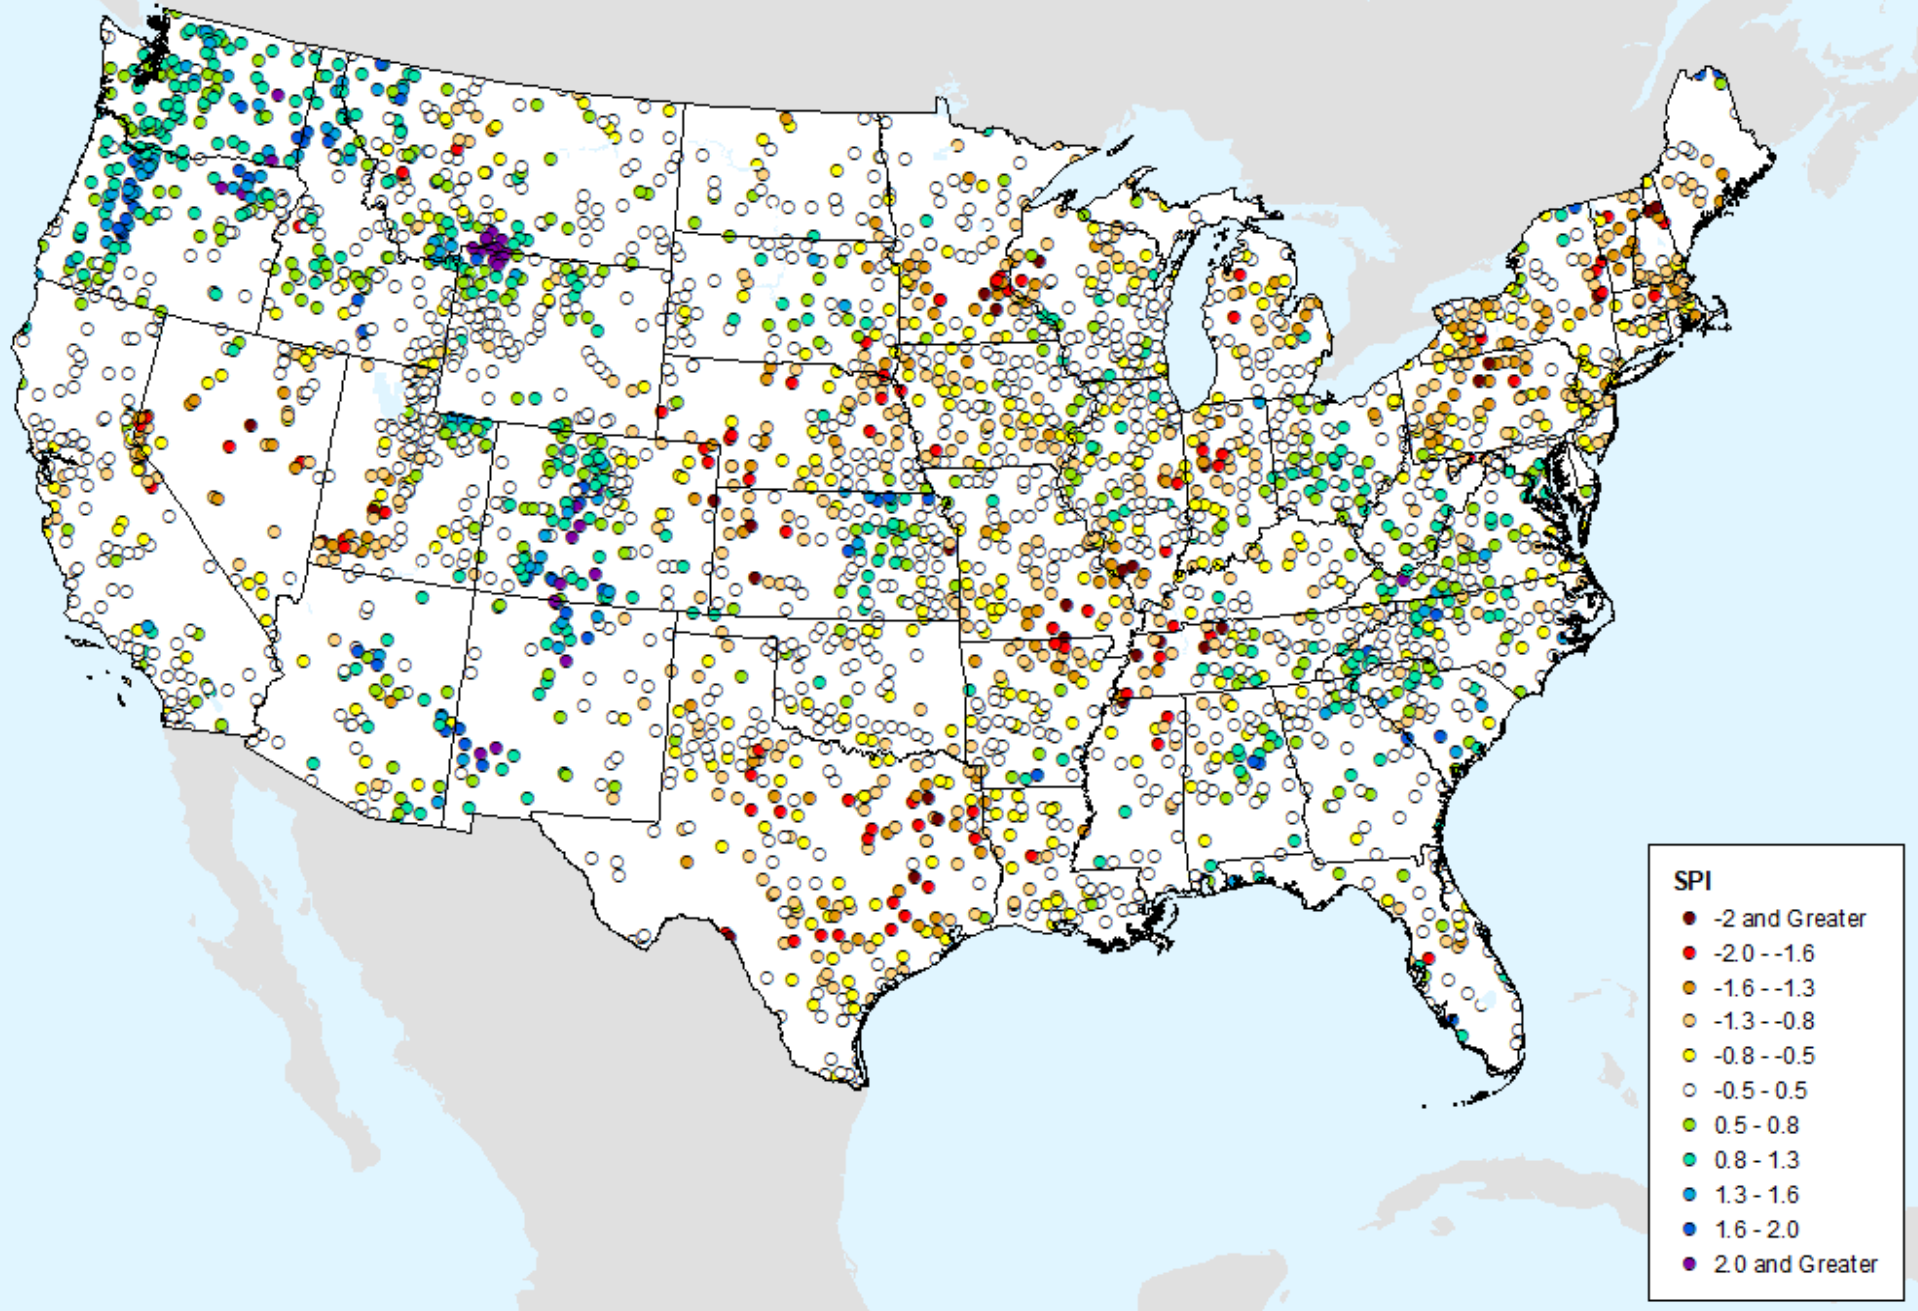 SPI
-2 and Greater
-2.0 - -1.6
-1.6 - -1.3
-1.3 - -0.8
-0.8 - -0.5
-0.5 - 0.5
0.5 - 0.8
0.8 - 1.3
1.3 - 1.6
1.6 - 2.0
2.0 and Greater